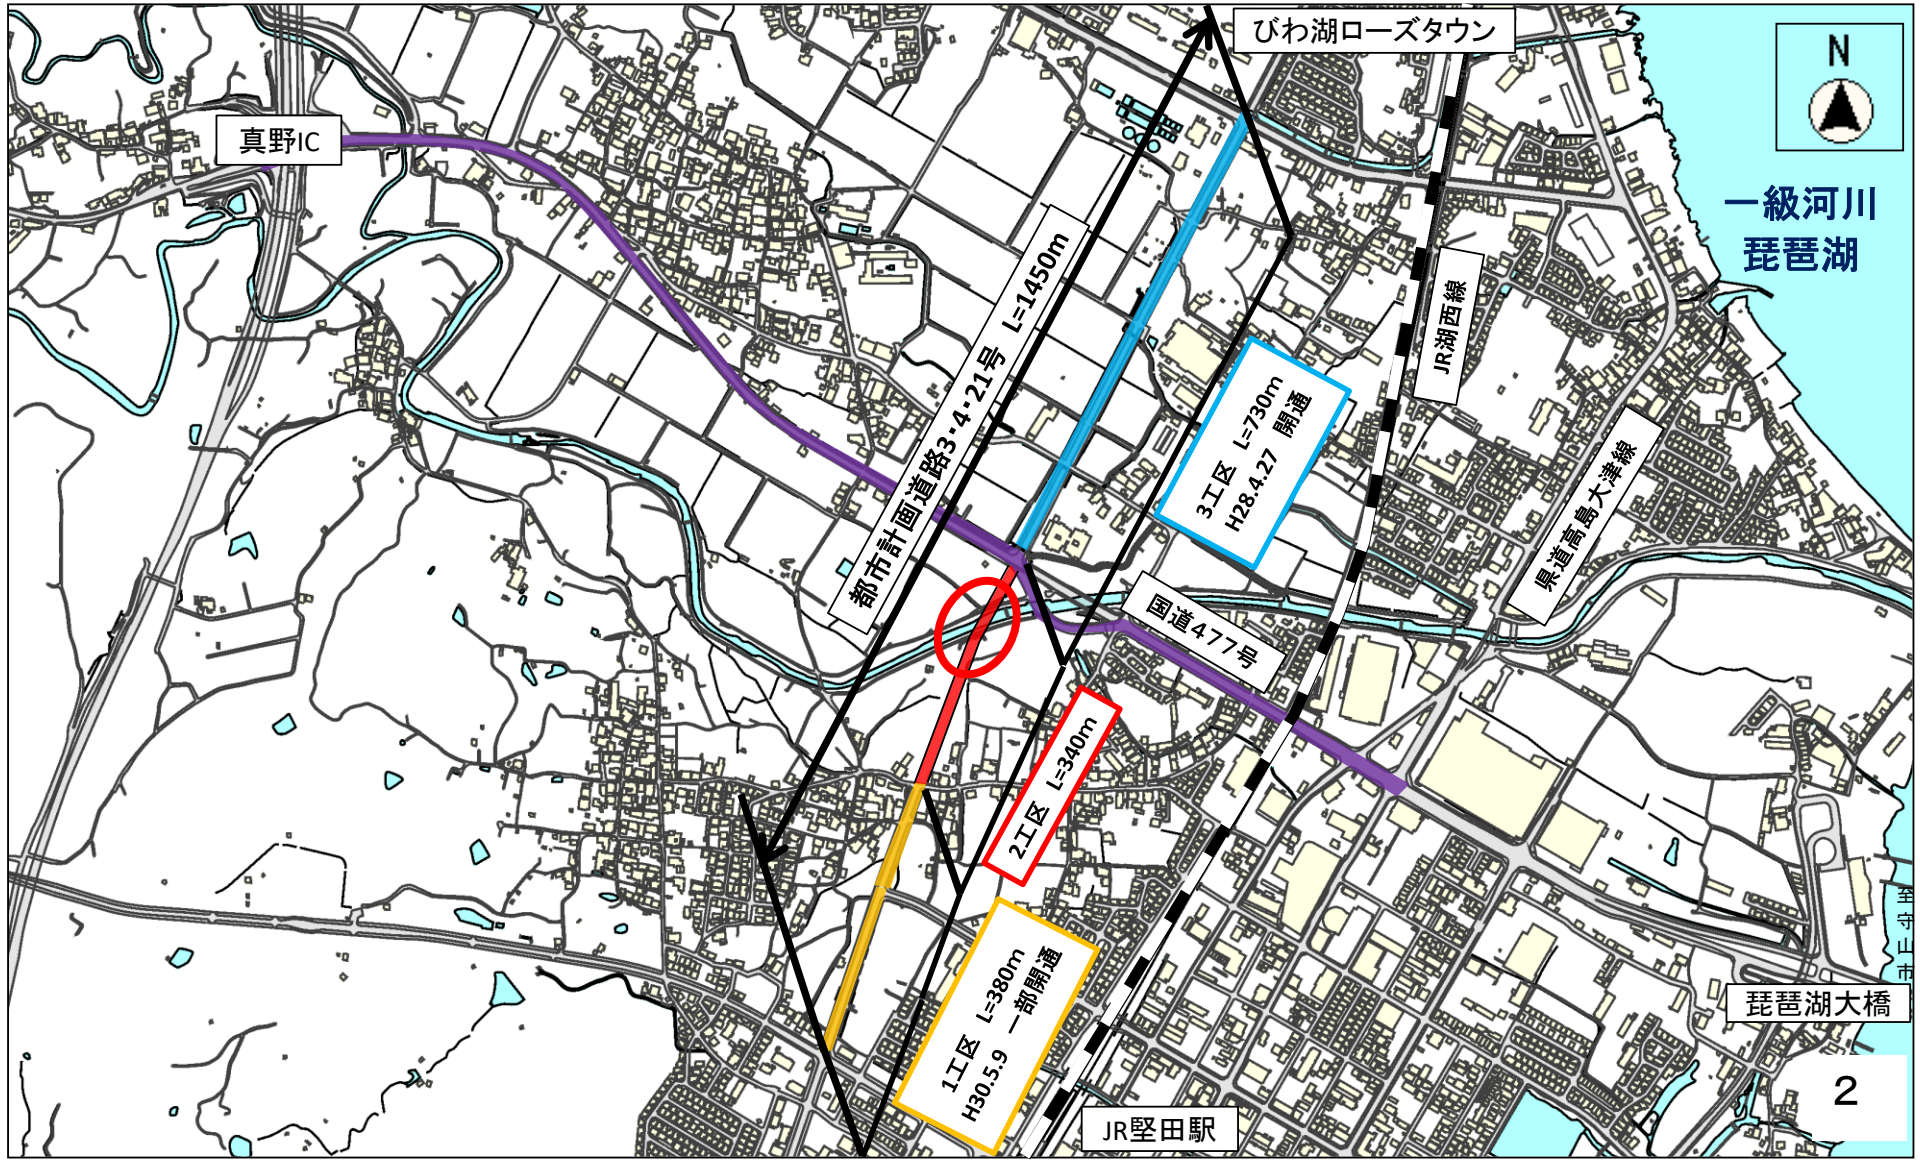 びわ湖ローズタウン
N
真野IC
一級河川
琵琶湖
都市計画道路3・4・21号 L=1450m
JR湖西線
3工区 L=730m
H28.4.27 開通
県道高島大津線
国道477号
2工区 L=340m
1工区 L=380m
H30.5.9 一部開通
至守山市
琵琶湖大橋
JR堅田駅
2